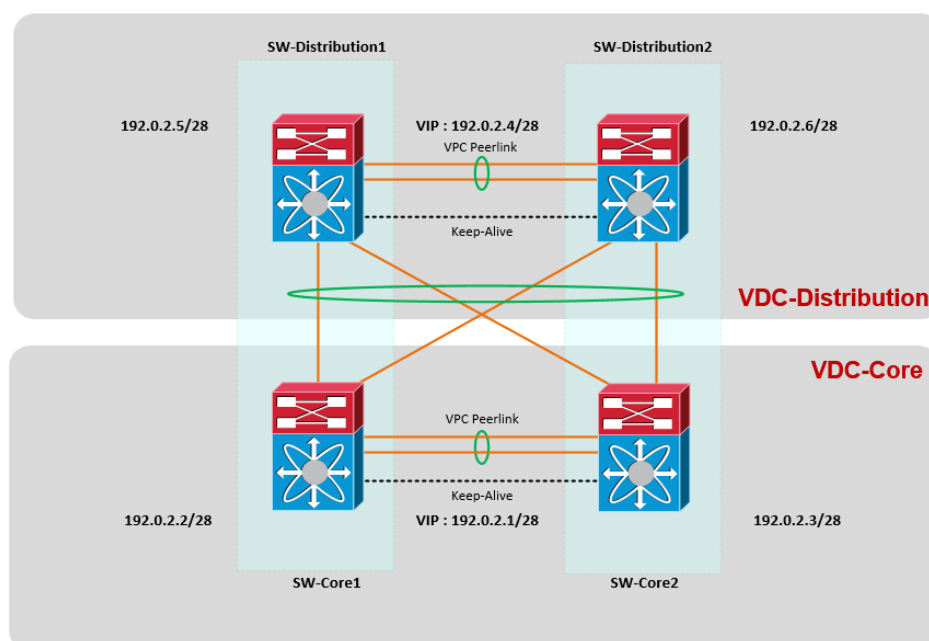 SW-Distribution1
SW-Distribution2
192.0.2.5/28
VIP : 192.0.2.4/28
192.0.2.6/28
VPC Peerlink
Keep-Alive
VDC-Distribution
VDC-Core
VPC Peerlink
Keep-Alive
192.0.2.2/28
VIP : 192.0.2.1/28
192.0.2.3/28
SW-Core1
SW-Core2